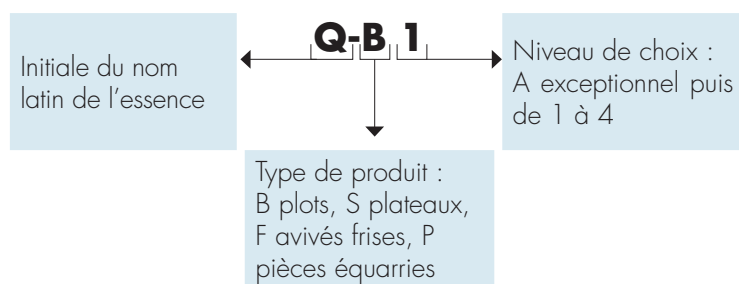 Q-B 1
Initiale du nom
latin de l’essence
Niveau de choix :
A exceptionnel puis
de 1 à 4
Type de produit :
B plots, S plateaux,
F avivés frises, P
pièces équarries